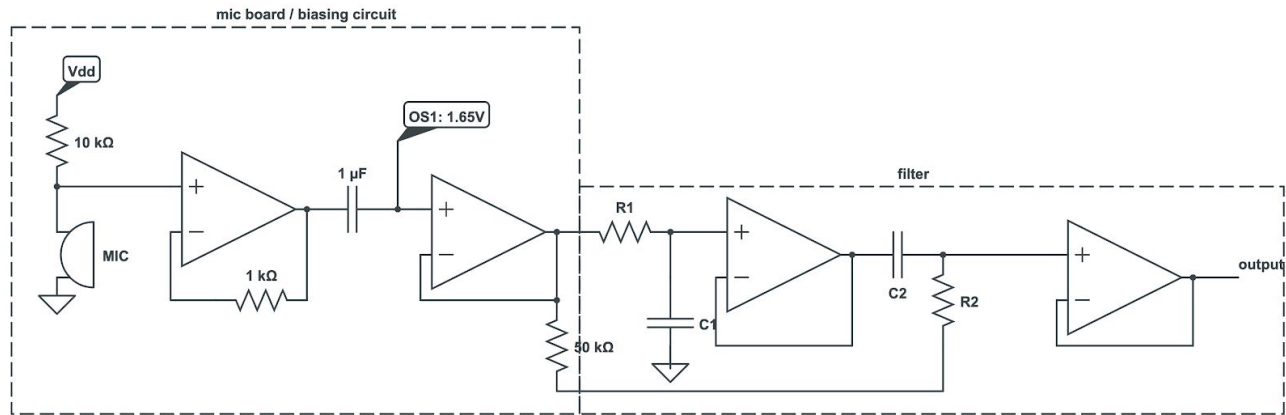 mic board / biasing circuit
Vdd
10 kΩ
MIC
+
−
1 kΩ
1 µF
OS1: 1.65V
+
−
50 kΩ
filter
R1
C1
+
−
C2
R2
+
−
output